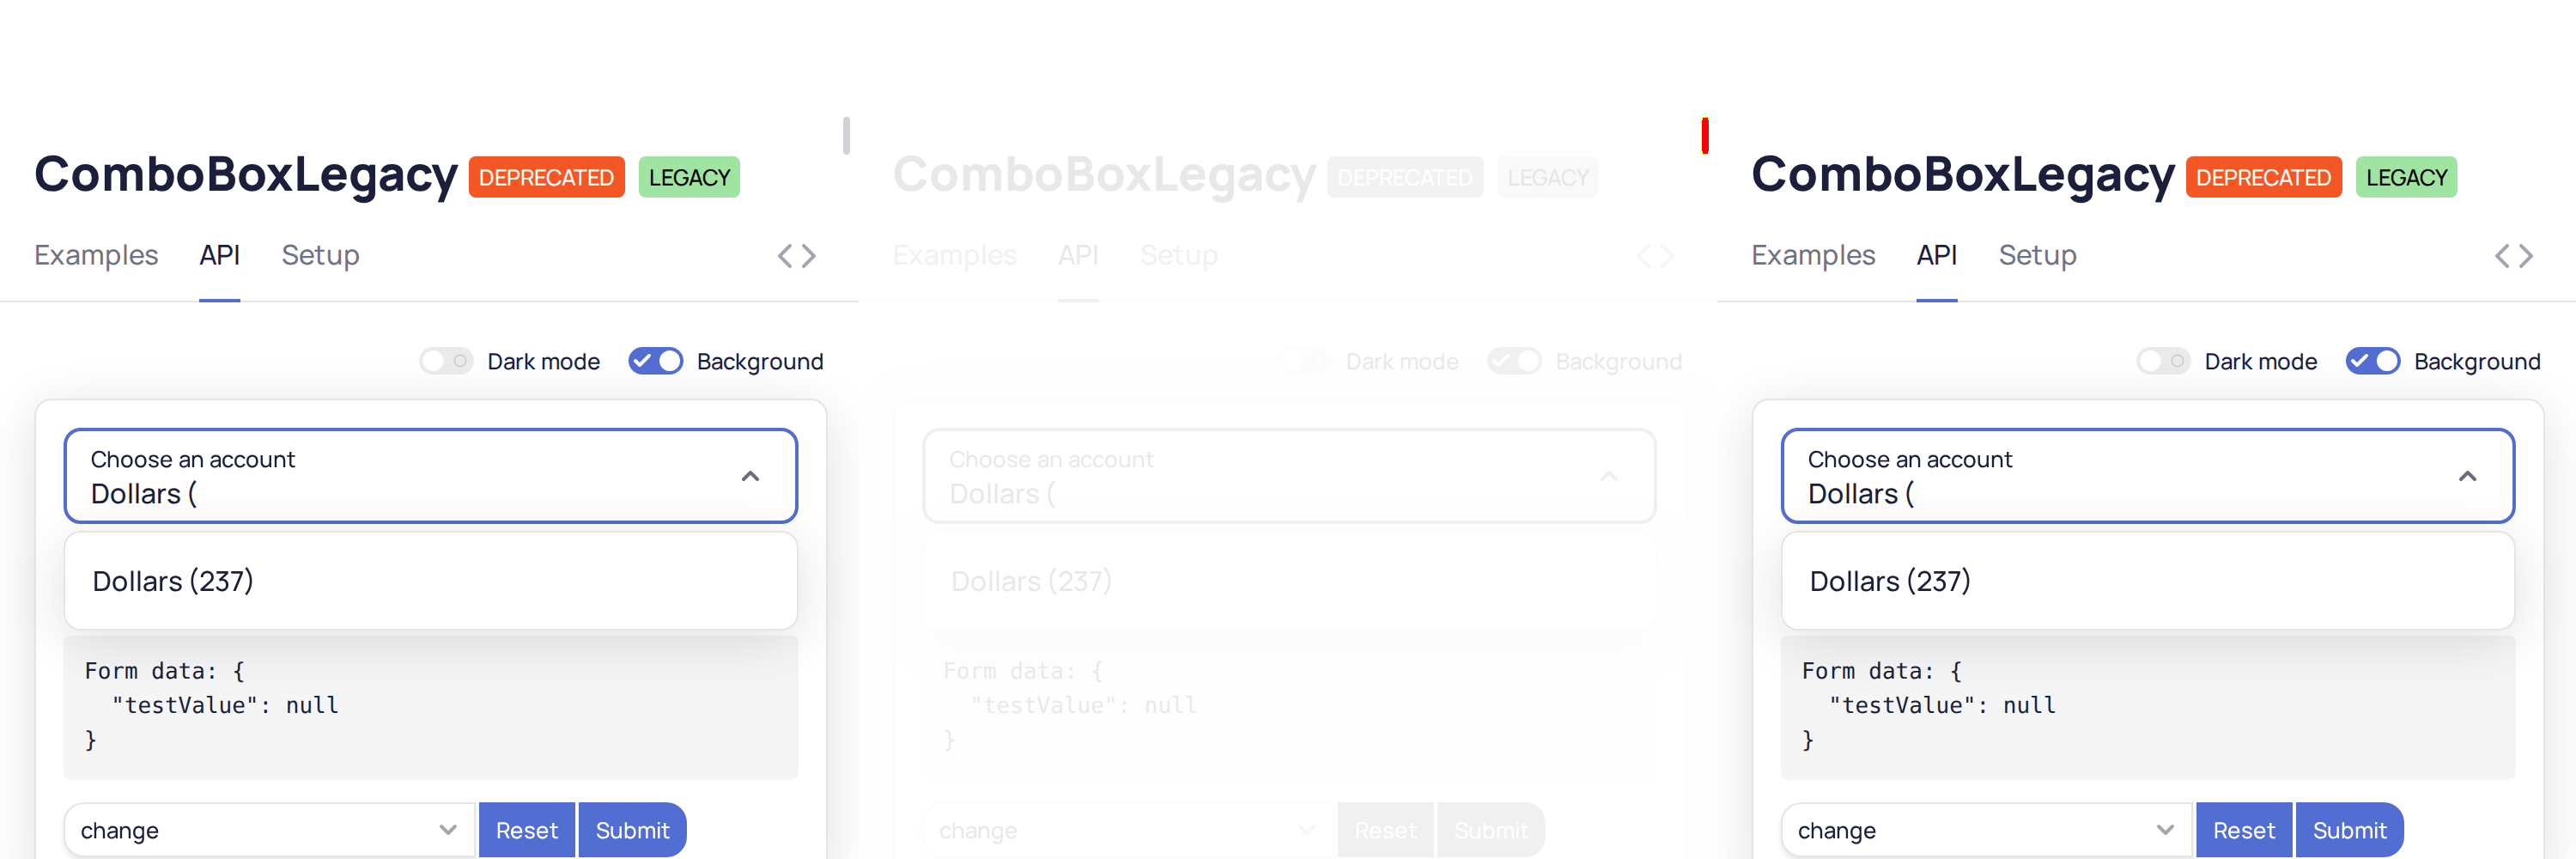 ComboBoxLegacy DEPRECATED LEGACY
Examples API Setup
Dark mode Background
Choose an account
Dollars (
Dollars (237)
Form data: {
"testValue": null
}
change Reset Submit
ComboBoxLegacy DEPRECATED LEGACY
Examples API Setup
Dark mode Background
Choose an account
Dollars (
Dollars (237)
Form data: {
"testValue": null
}
change Reset Submit
ComboBoxLegacy DEPRECATED LEGACY
Examples API Setup
Dark mode Background
Choose an account
Dollars (
Dollars (237)
Form data: {
"testValue": null
}
change Reset Submit